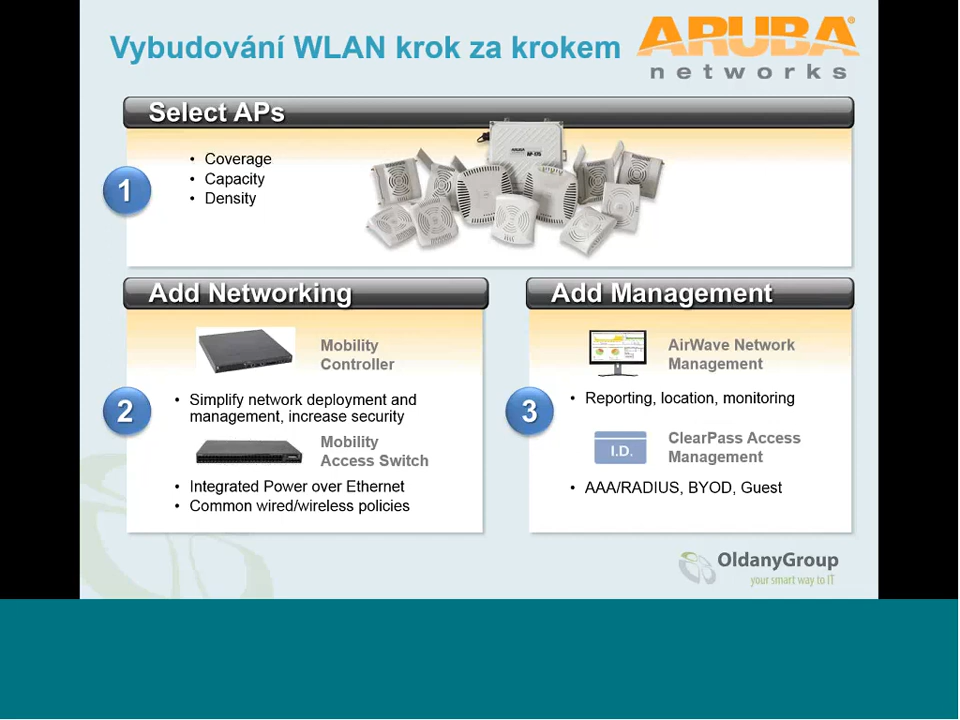 Vybudování WLAN krok za krokem
ARUBA
networks
Select APs
1
• Coverage
• Capacity
• Density
ARUBA AP-175
Add Networking
2
Mobility
Controller
• Simplify network deployment and
management, increase security
Mobility
Access Switch
• Integrated Power over Ethernet
• Common wired/wireless policies
Add Management
3
AirWave Network
Management
• Reporting, location, monitoring
I.D.
ClearPass Access
Management
• AAA/RADIUS, BYOD, Guest
OldanyGroup
your smart way to IT